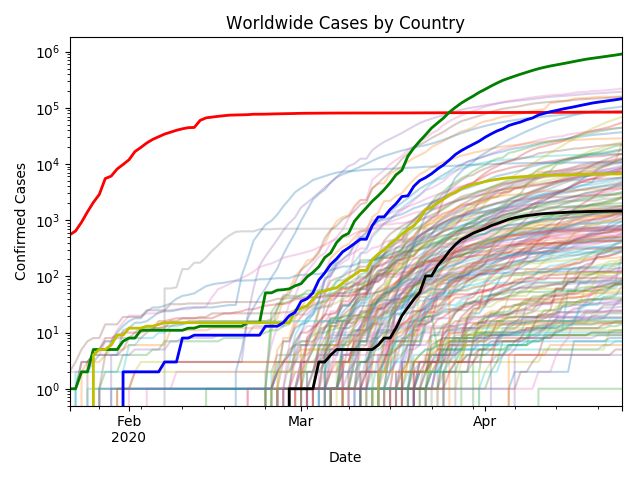 Worldwide Cases by Country
Confirmed Cases
10^6
10^5
10^4
10^3
10^2
10^1
10^0
Feb
2020
Mar
Apr
Date